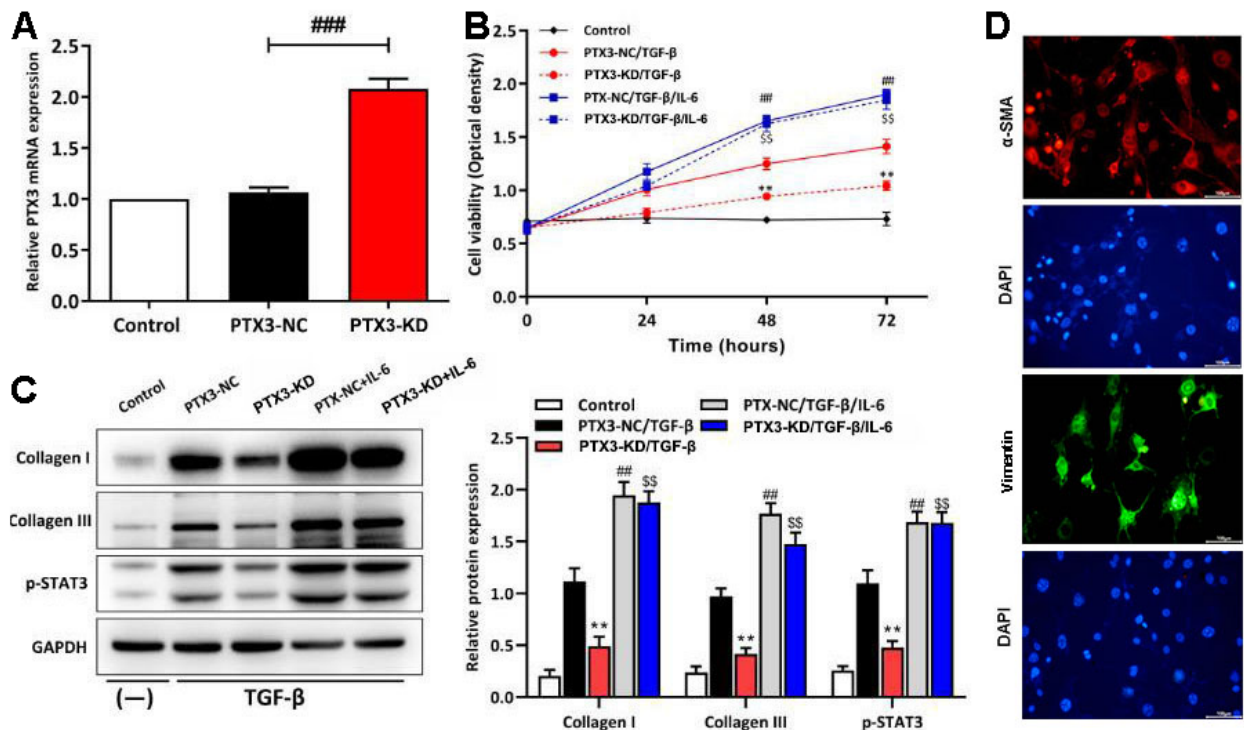 A
###
Relative PTX3 mRNA expression
2.5
2.0
1.5
1.0
0.5
0.0
Control
PTX3-NC
PTX3-KD
B
Control
PTX3-NC/TGF-β
PTX3-KD/TGF-β
PTX-NC/TGF-β/IL-6
PTX3-KD/TGF-β/IL-6
Cell viability (Optical density)
2.5
2.0
1.5
1.0
0.5
0.0
##
$$
**
##
$$
**
0
24
48
72
Time (hours)
C
Control
PTX3-NC
PTX3-KD
PTX-NC+IL-6
PTX3-KD+IL-6
Collagen I
Collagen III
p-STAT3
GAPDH
(—)
TGF-β
Control
PTX3-NC/TGF-β
PTX3-KD/TGF-β
PTX-NC/TGF-β/IL-6
PTX3-KD/TGF-β/IL-6
Relative protein expression
2.5
2.0
1.5
1.0
0.5
0.0
**
##
$$
**
##
$$
**
##
$$
Collagen I
Collagen III
p-STAT3
D
α-SMA
DAPI
Vimentin
DAPI